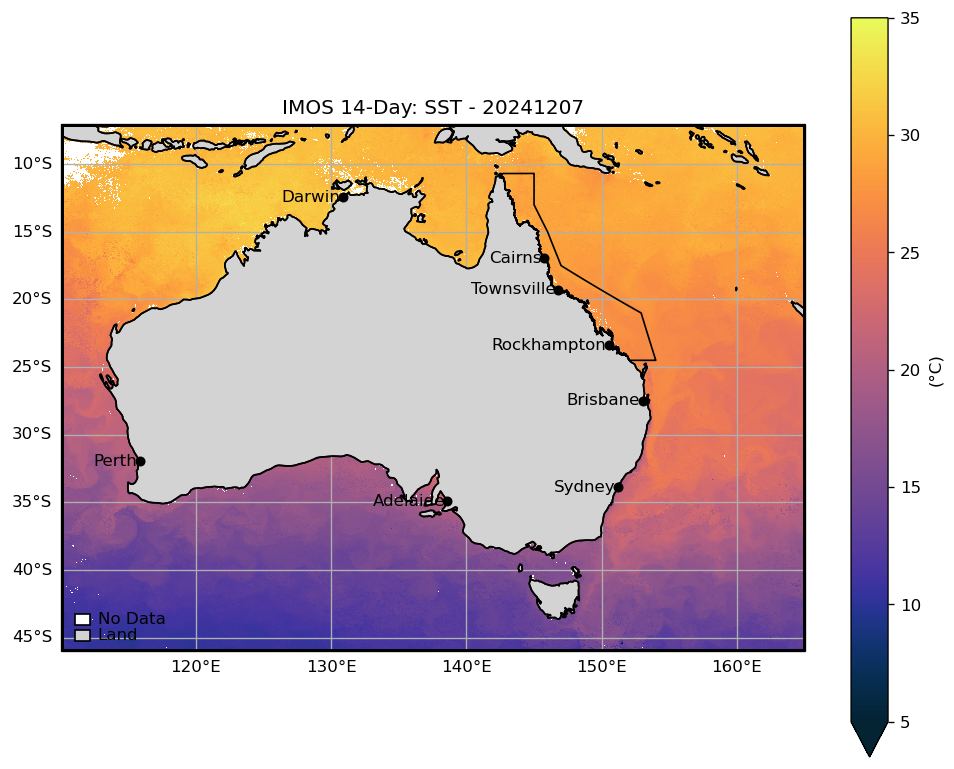 IMOS 14-Day: SST - 20241207
35
10°S
30
Darwin
15°S
25
Cairns
20°S
Townsville
Rockhampton
25°S
20
(°C)
Brisbane
30°S
Perth
Sydney
15
35°S
Adelaide
40°S
10
No Data
Land
45°S
120°E 130°E 140°E 150°E 160°E
5